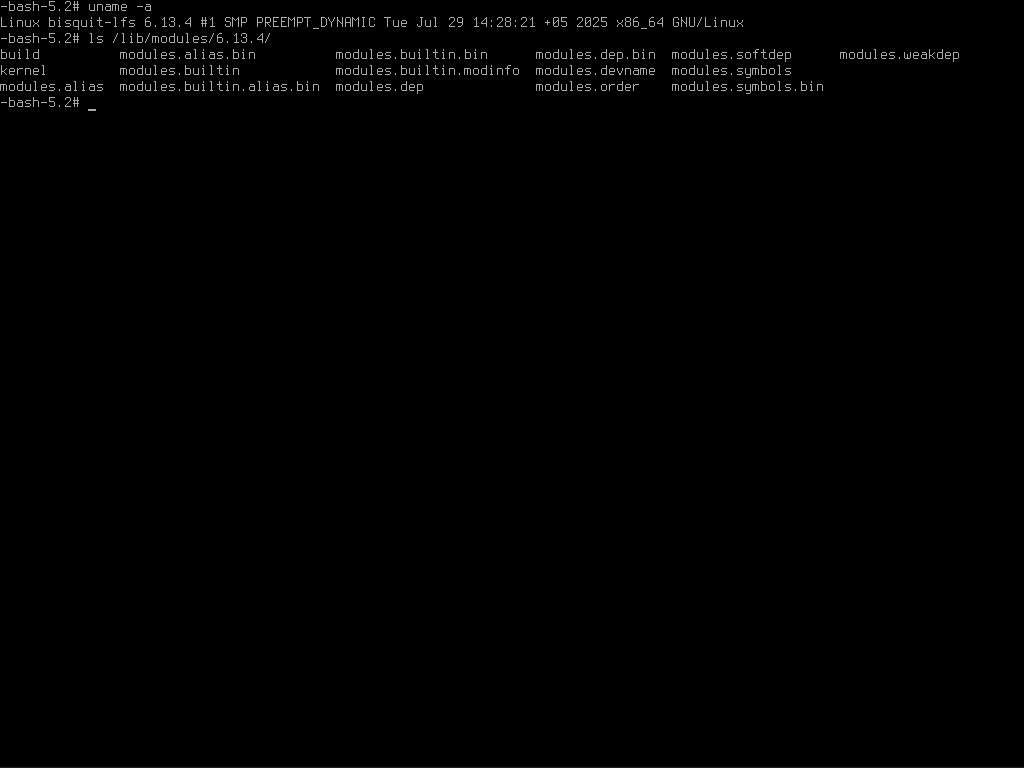 -bash-5.2# uname -a
Linux bisquit-lfs 6.13.4 #1 SMP PREEMPT_DYNAMIC Tue Jul 29 14:28:21 +05 2025 x86_64 GNU/Linux
-bash-5.2# ls /lib/modules/6.13.4/
build modules.alias.bin modules.builtin.bin modules.dep.bin modules.softdep modules.weakdep
kernel modules.builtin modules.builtin.modinfo modules.devname modules.symbols
modules.alias modules.builtin.alias.bin modules.dep modules.order modules.symbols.bin
-bash-5.2# _